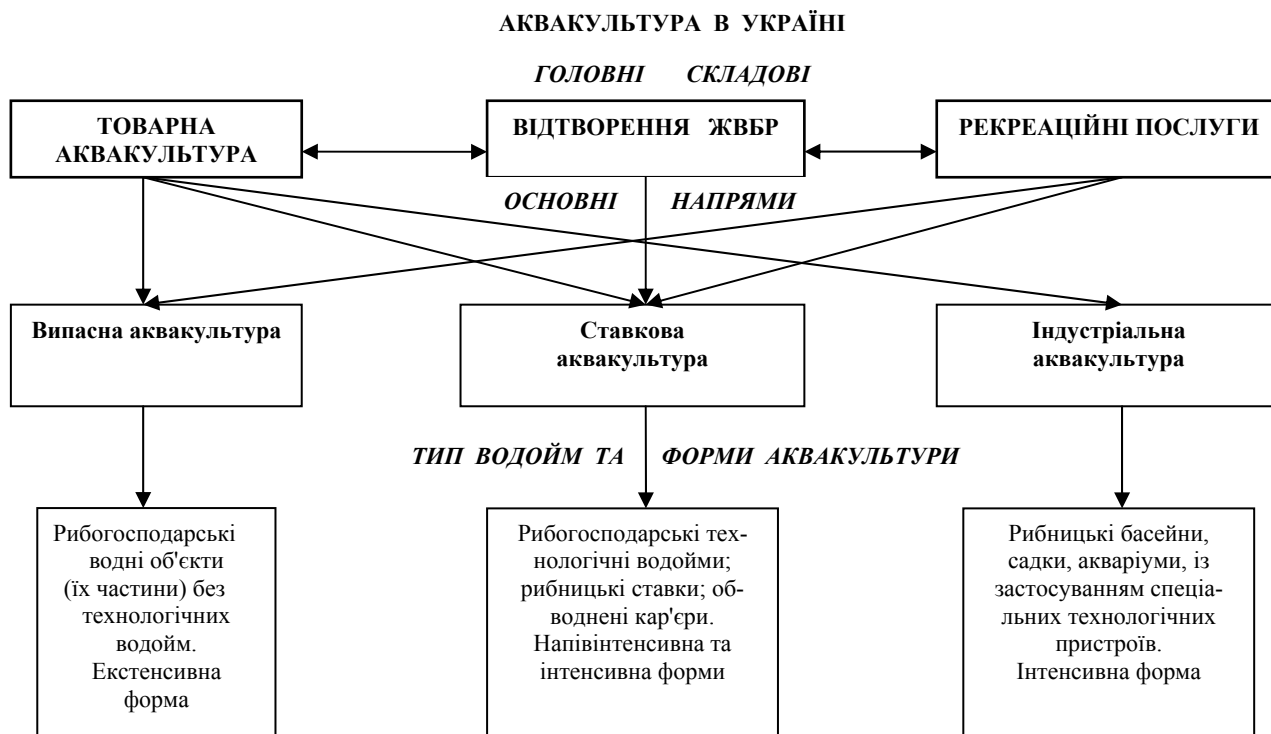 АКВАКУЛЬТУРА В УКРАЇНІ
ГОЛОВНІ СКЛАДОВІ
ТОВАРНА
АКВАКУЛЬТУРА
ВІДТВОРЕННЯ ЖВБР
РЕКРЕАЦІЙНІ ПОСЛУГИ
ОСНОВНІ НАПРЯМИ
Випасна аквакультура
Ставкова
аквакультура
Індустріальна
аквакультура
ТИП ВОДОЙМ ТА ФОРМИ АКВАКУЛЬТУРИ
Рибогосподарські
водні об'єкти
(їх частини) без
технологічних
водойм.
Екстенсивна
форма
Рибогосподарські тех-
нологічні водойми;
рибницькі ставки; об-
воднені кар'єри.
Напівінтенсивна та
інтенсивна форми
Рибницькі басейни,
садки, акваріуми, із
застосуванням спеціа-
льних технологічних
пристроїв.
Інтенсивна форма